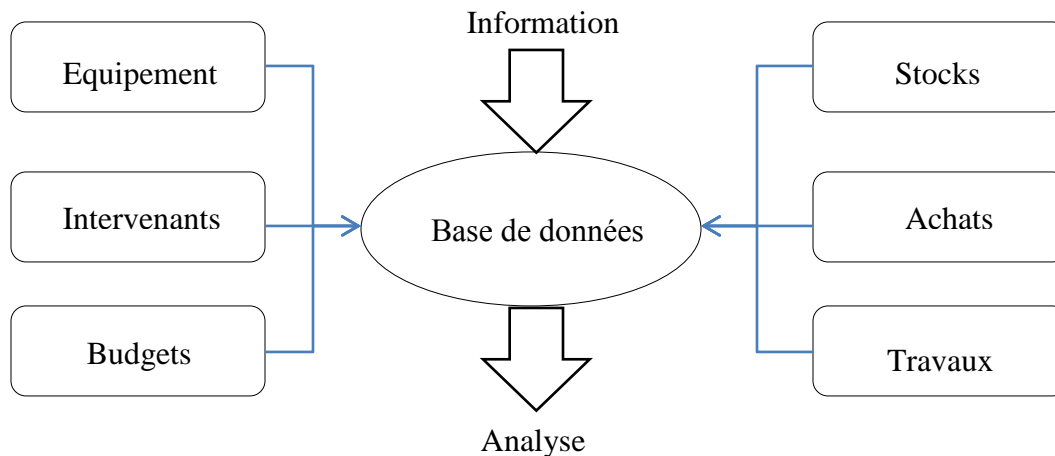 Information
Equipement
Stocks
Intervenants
Base de données
Achats
Budgets
Travaux
Analyse